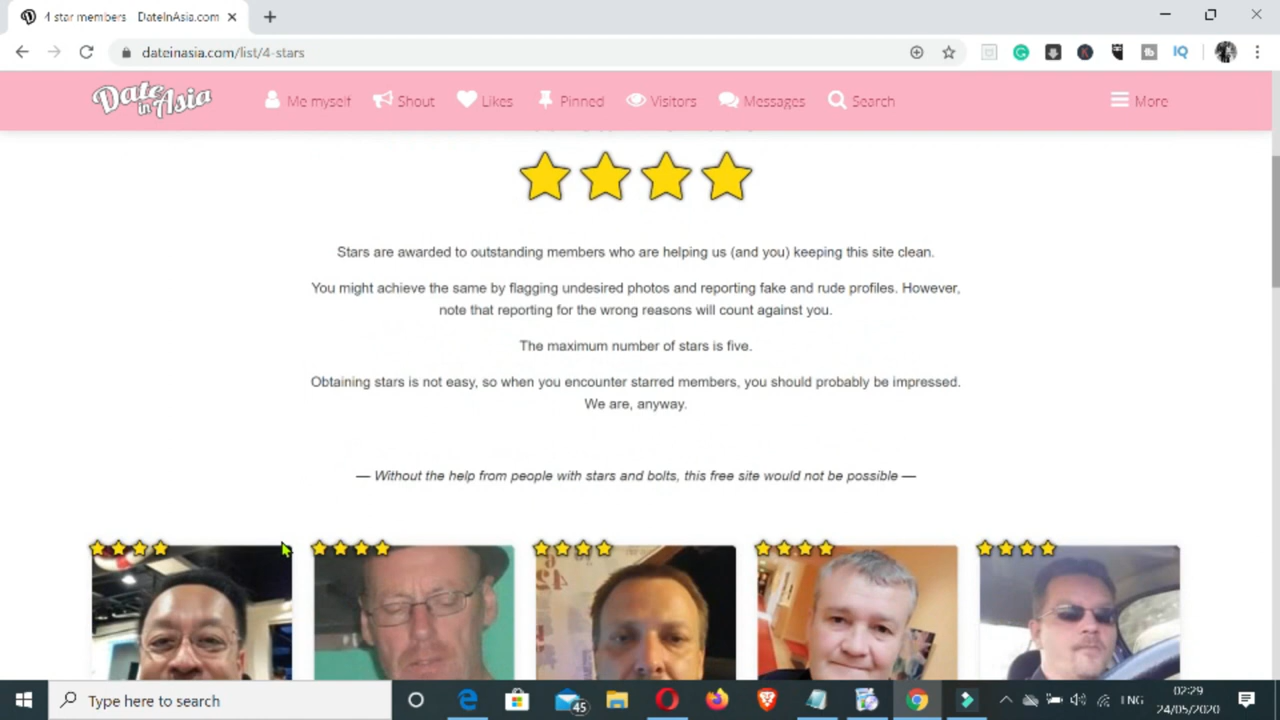 4 star members DateInAsia.com
dateinasia.com/list/4-stars
Date in Asia
Me myself Shout Likes Pinned Visitors Messages Search More
Stars are awarded to outstanding members who are helping us (and you) keeping this site clean.
You might achieve the same by flagging undesired photos and reporting fake and rude profiles. However,
note that reporting for the wrong reasons will count against you.
The maximum number of stars is five.
Obtaining stars is not easy, so when you encounter starred members, you should probably be impressed.
We are, anyway.
— Without the help from people with stars and bolts, this free site would not be possible —
Type here to search
45
ENG
02:29
24/05/2020